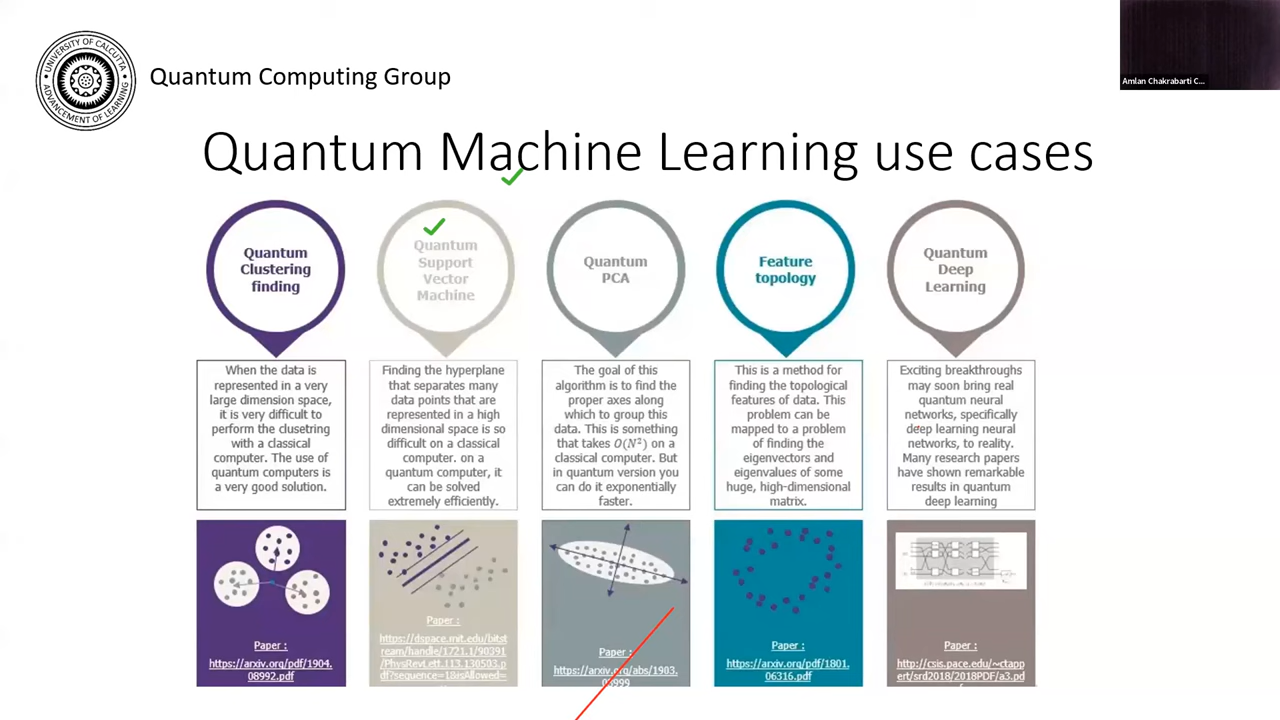 UNIVERSITY OF CALCUTTA
ADVANCEMENT OF LEARNING
Quantum Computing Group
Amlan Chakrabarti C...
Quantum Machine Learning use cases
Quantum
Clustering
finding
When the data is
represented in a very
large dimension space,
it is very difficult to
perform the clusetring
with a classical
computer. The use of
quantum computers is
a very good solution.
Paper :
https://arxiv.org/pdf/1904.
08992.pdf
Quantum
Support
Vector
Machine
Finding the hyperplane
that separates many
data points that are
represented in a high
dimensional space is so
difficult on a classical
computer. on a
quantum computer, it
can be solved
extremely efficiently.
Paper :
https://dspace.mit.edu/bitst
ream/handle/1721.1/90391
/PhysRevLett.113.130503.p
df?sequence=1&isAllowed=
Quantum
PCA
The goal of this
algorithm is to find the
proper axes along
which to group this
data. This is something
that takes O(N²) on a
classical computer. But
in quantum version you
can do it exponentially
faster.
Paper:
https://arxiv.org/abs/1903.
Feature
topology
This is a method for
finding the topological
features of data. This
problem can be
mapped to a problem
of finding the
eigenvectors and
eigenvalues of some
huge, high-dimensional
matrix.
Paper :
https://arxiv.org/pdf/1801.
06316.pdf
Quantum
Deep
Learning
Exciting breakthroughs
may soon bring real
quantum neural
networks, specifically
deep learning neural
networks, to reality.
Many research papers
have shown remarkable
results in quantum
deep learning
Paper :
http://csis.pace.edu/~ctapp
ert/srd2018/2018PDF/a3.pd